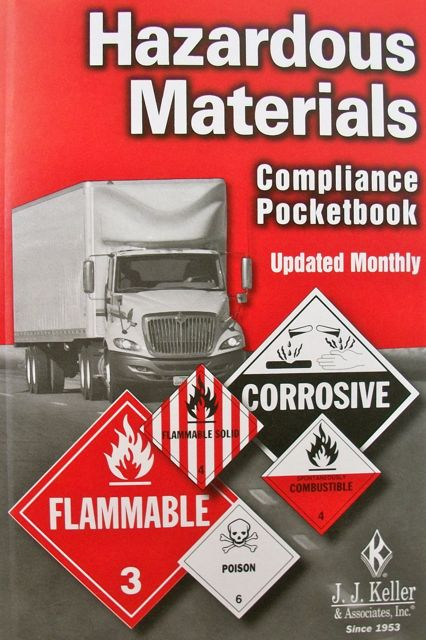 Hazardous
Materials
Compliance
Pocketbook
Updated Monthly
CORROSIVE
FLAMMABLE SOLID
4
SPONTANEOUSLY
COMBUSTIBLE
4
FLAMMABLE
3
POISON
6
K
J. J. Keller
& Associates, Inc.®
Since 1953